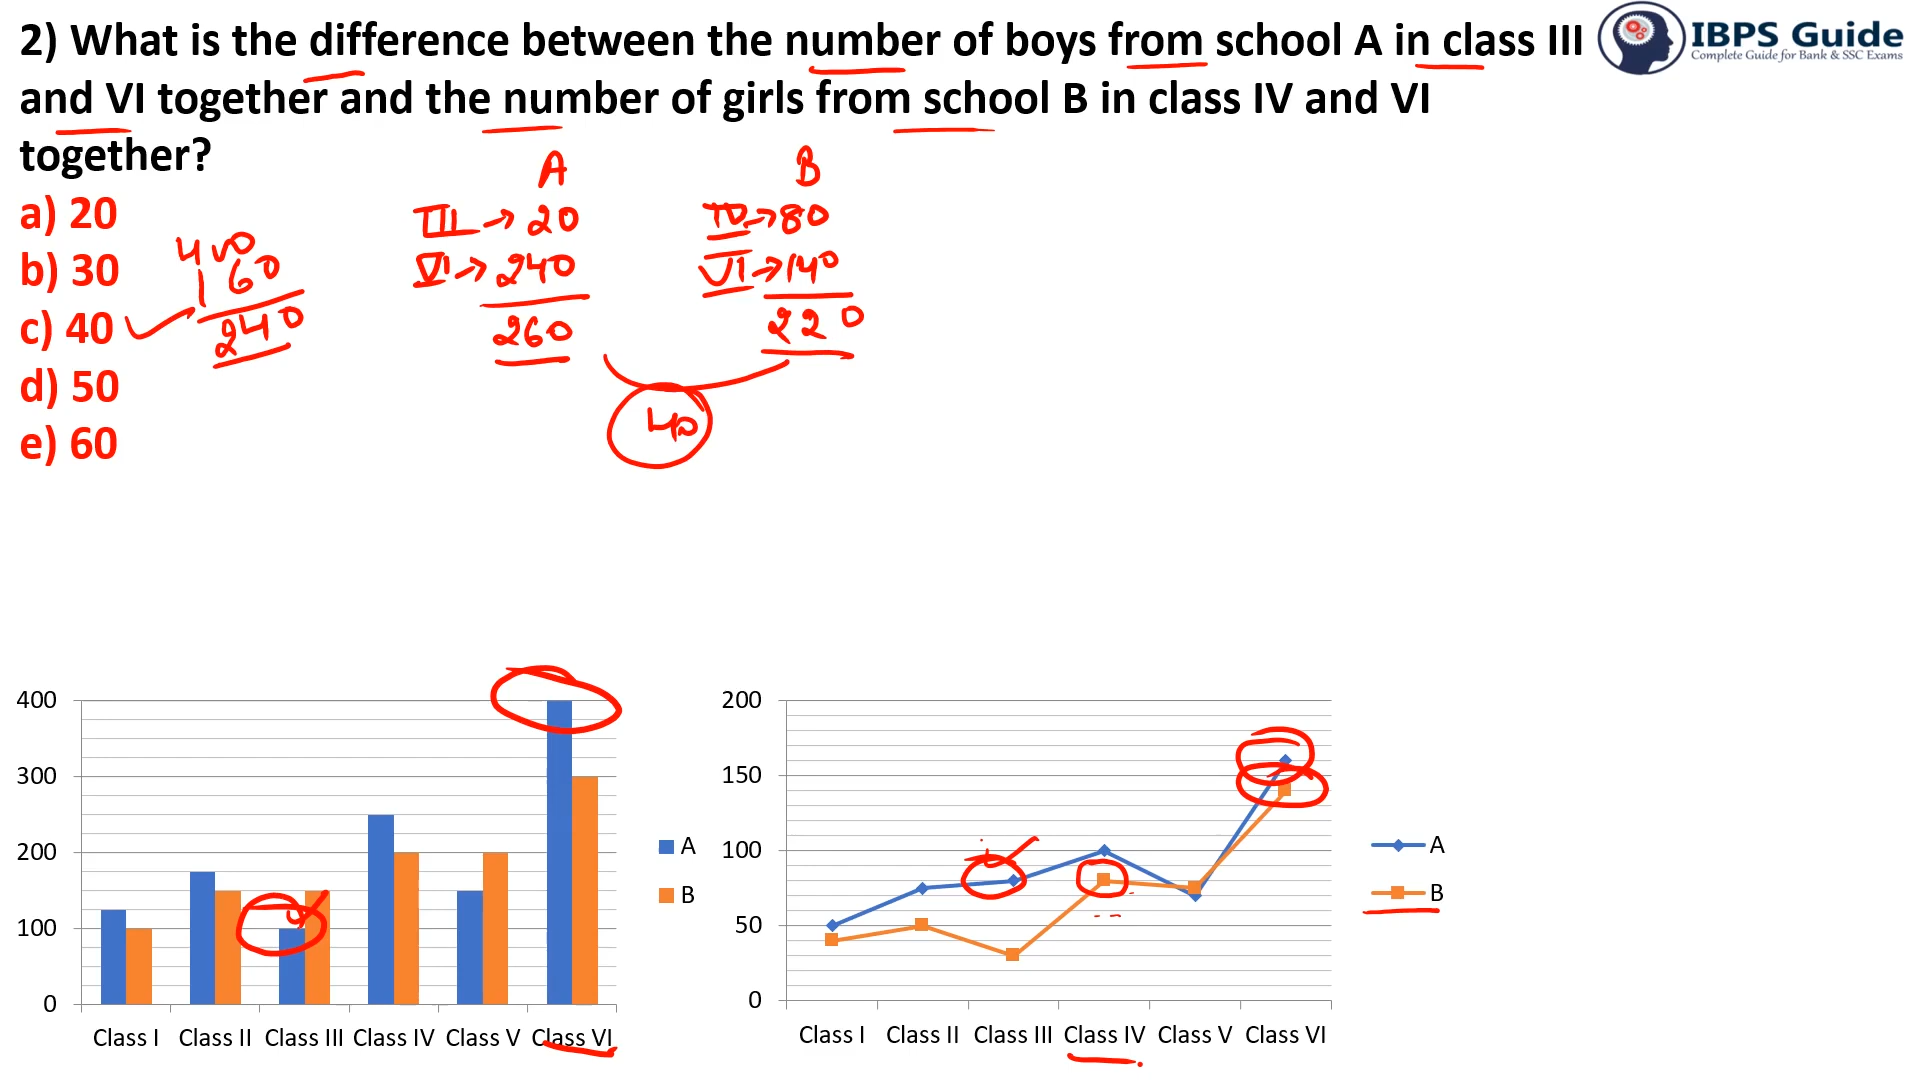 2) What is the difference between the number of boys from school A in class III
and VI together and the number of girls from school B in class IV and VI
together?
IBPS Guide
Complete Guide for Bank & SSC Exams
a) 20
b) 30
c) 40
d) 50
e) 60
400
160
240
A
III → 20
VI → 240
260
B
IV → 80
VI → 140
220
40
400
300
200
100
0
Class I Class II Class III Class IV Class V Class VI
A
B
200
150
100
50
0
Class I Class II Class III Class IV Class V Class VI
A
B